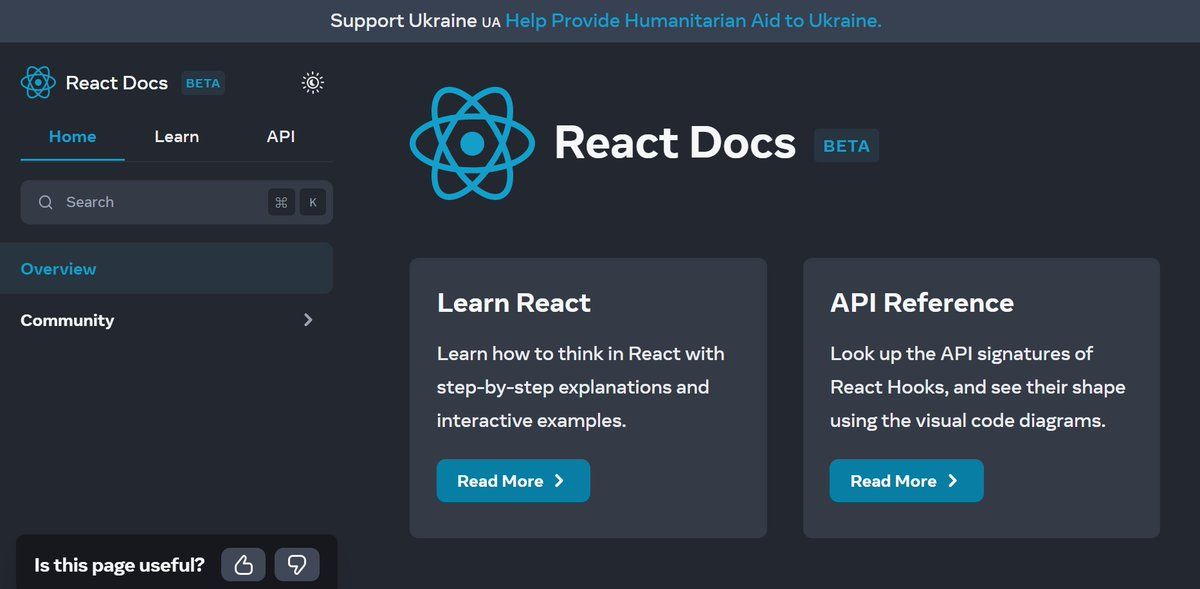 Support Ukraine UA Help Provide Humanitarian Aid to Ukraine.
React Docs BETA
Home Learn API
Search ⌘ K
Overview
Community
Is this page useful?
React Docs BETA
Learn React
Learn how to think in React with
step-by-step explanations and
interactive examples.
Read More
API Reference
Look up the API signatures of
React Hooks, and see their shape
using the visual code diagrams.
Read More